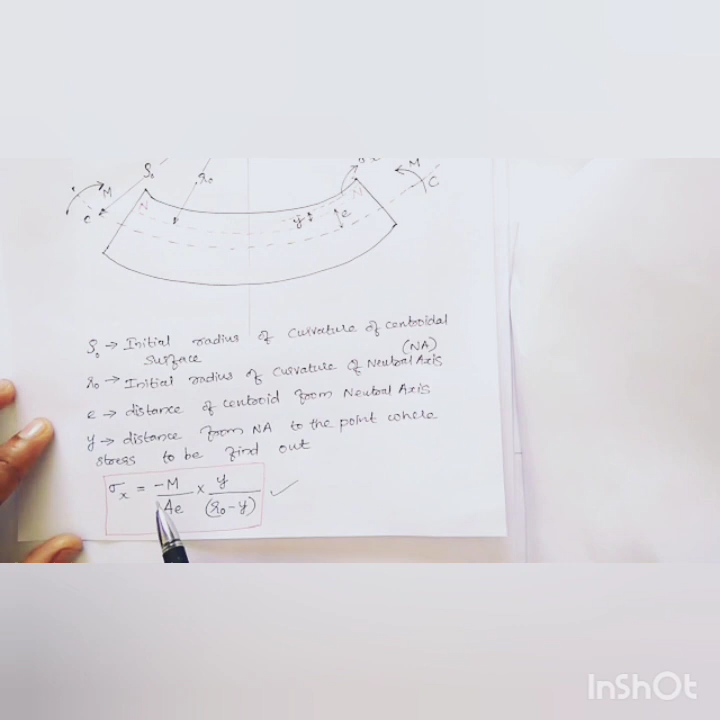 ρ₀ r₀ M C
M C
N N
y e
ρ₀ → Initial radius of curvature of centroidal
surface (NA)
r₀ → Initial radius of curvature of Neutral Axis
e → distance of centroid from Neutral Axis
y → distance from NA to the point where
stress to be find out
σx = -M/Ae × y/(r₀-y) ✓
InShOt